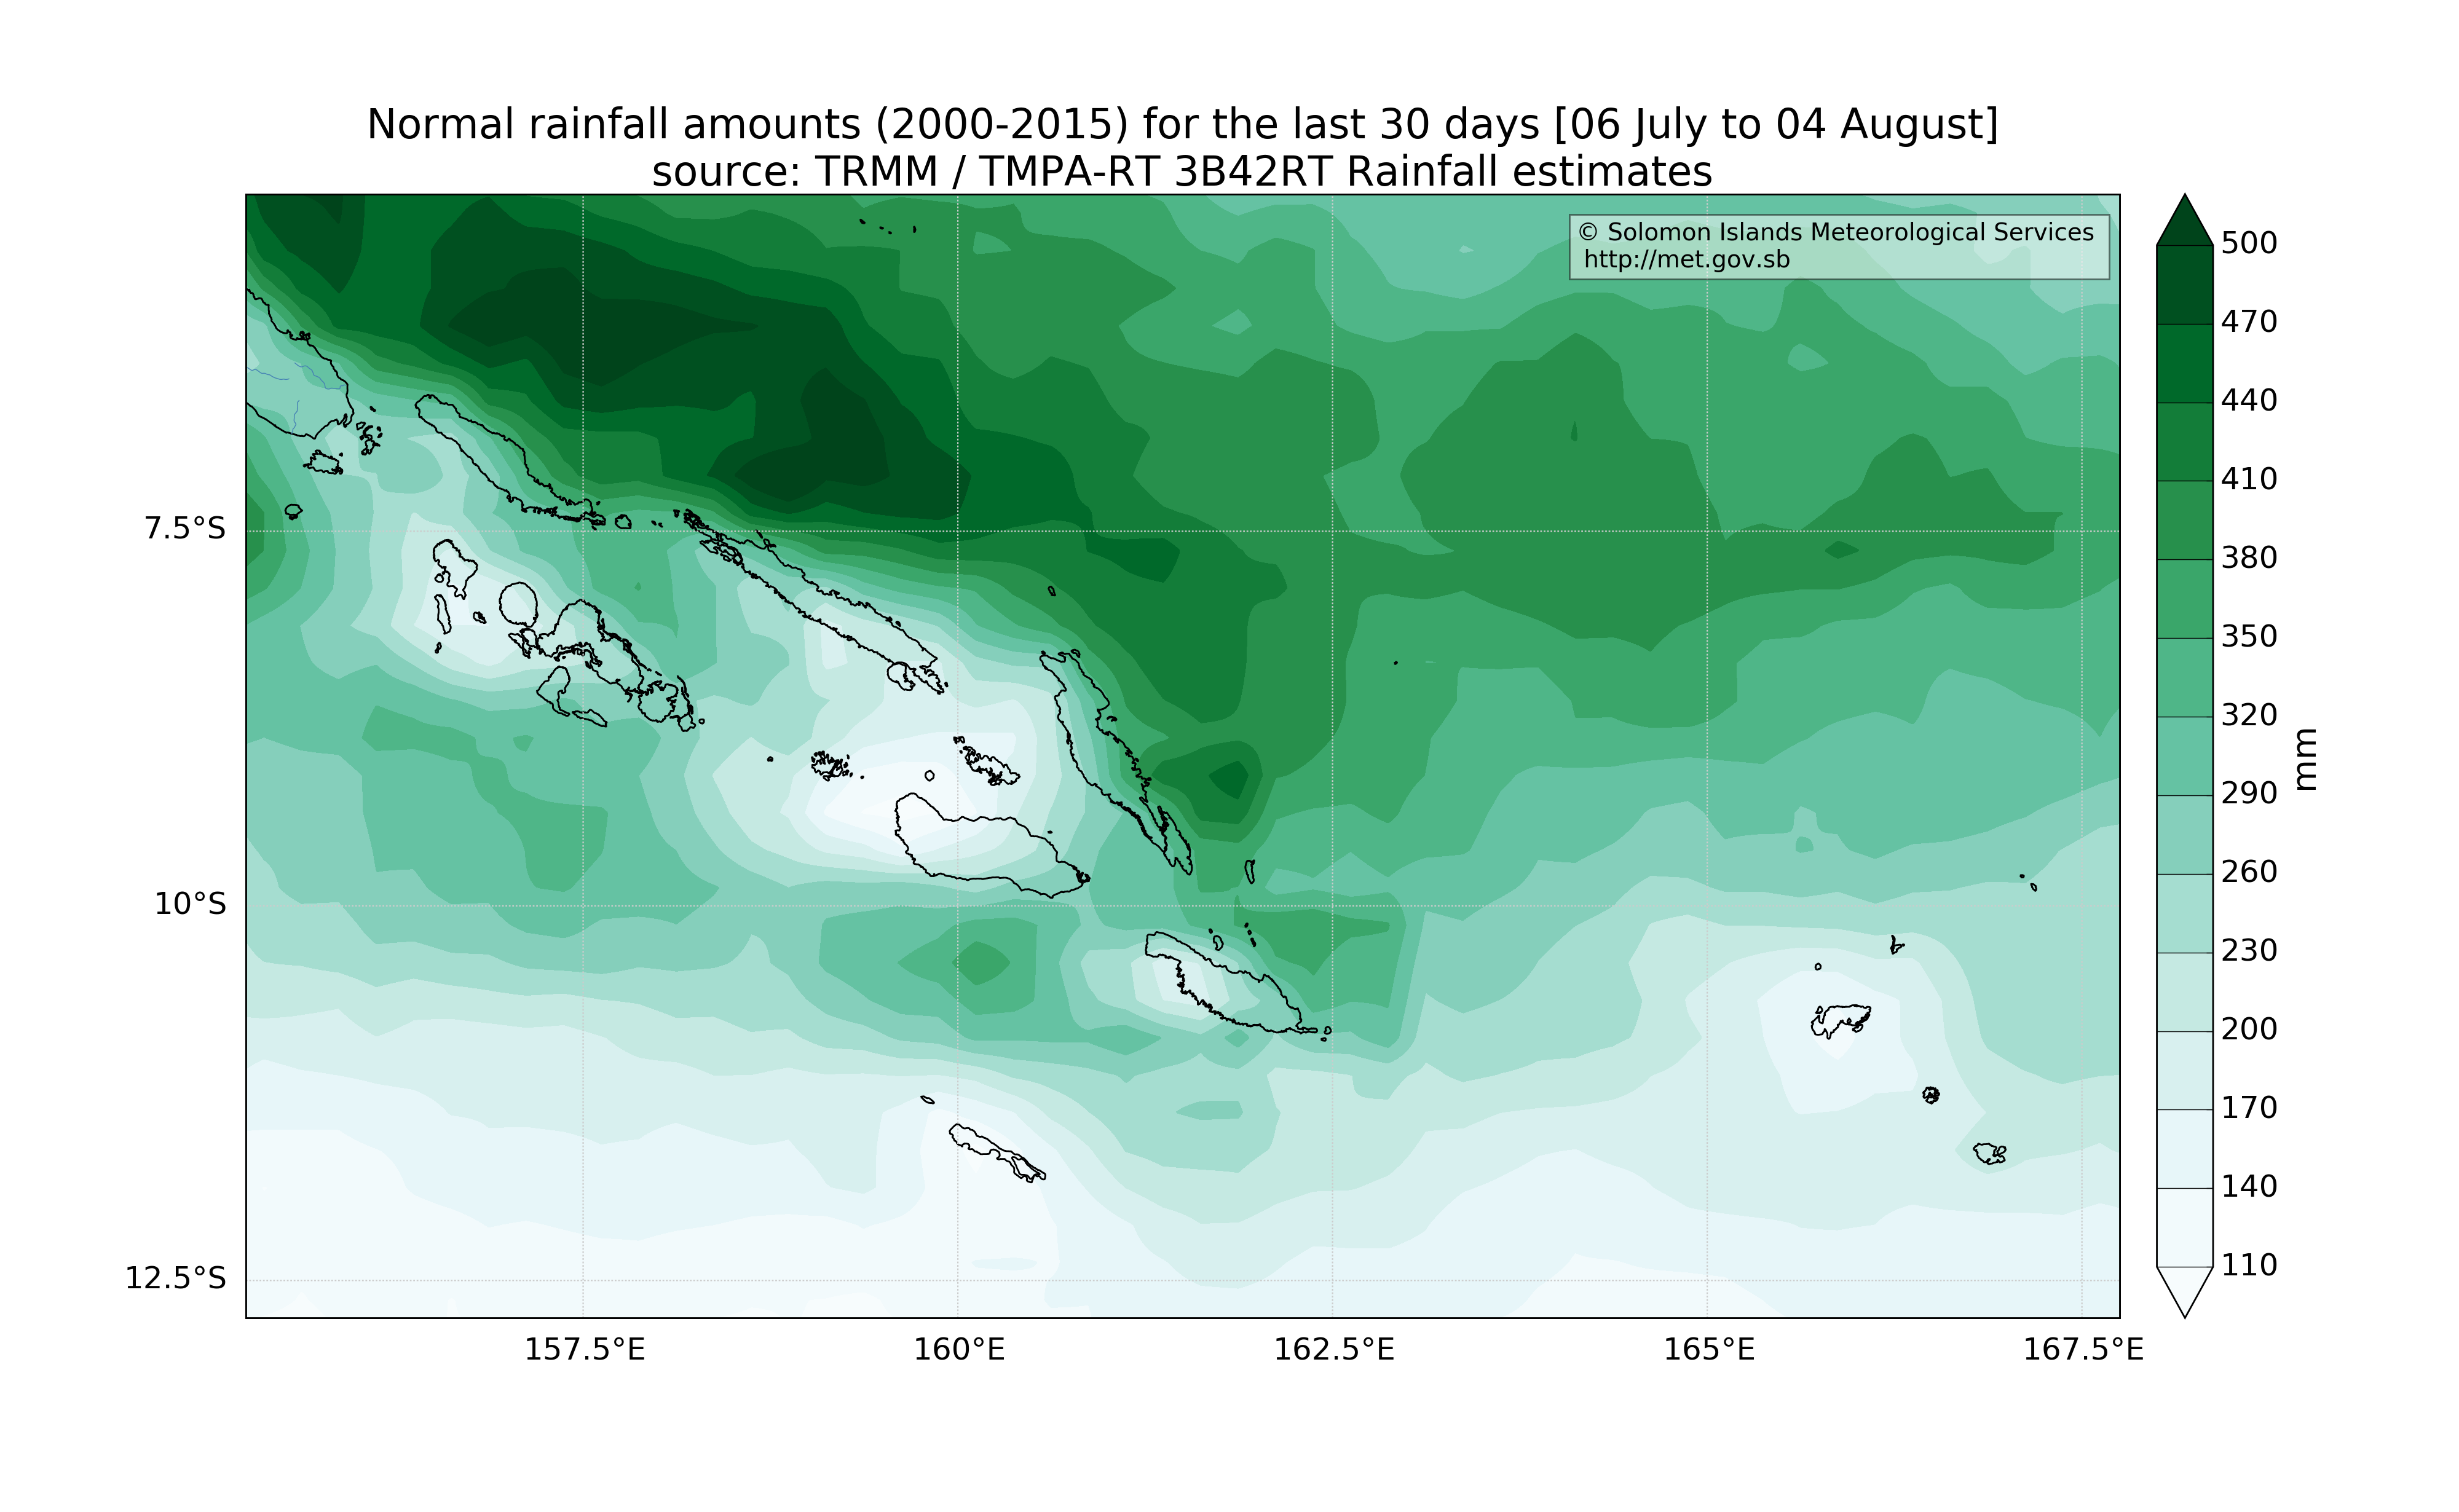 Normal rainfall amounts (2000-2015) for the last 30 days [06 July to 04 August]
source: TRMM / TMPA-RT 3B42RT Rainfall estimates
© Solomon Islands Meteorological Services
http://met.gov.sb
7.5°S
10°S
12.5°S
157.5°E
160°E
162.5°E
165°E
167.5°E
500
470
440
410
380
350
320
290
260
230
200
170
140
110
mm